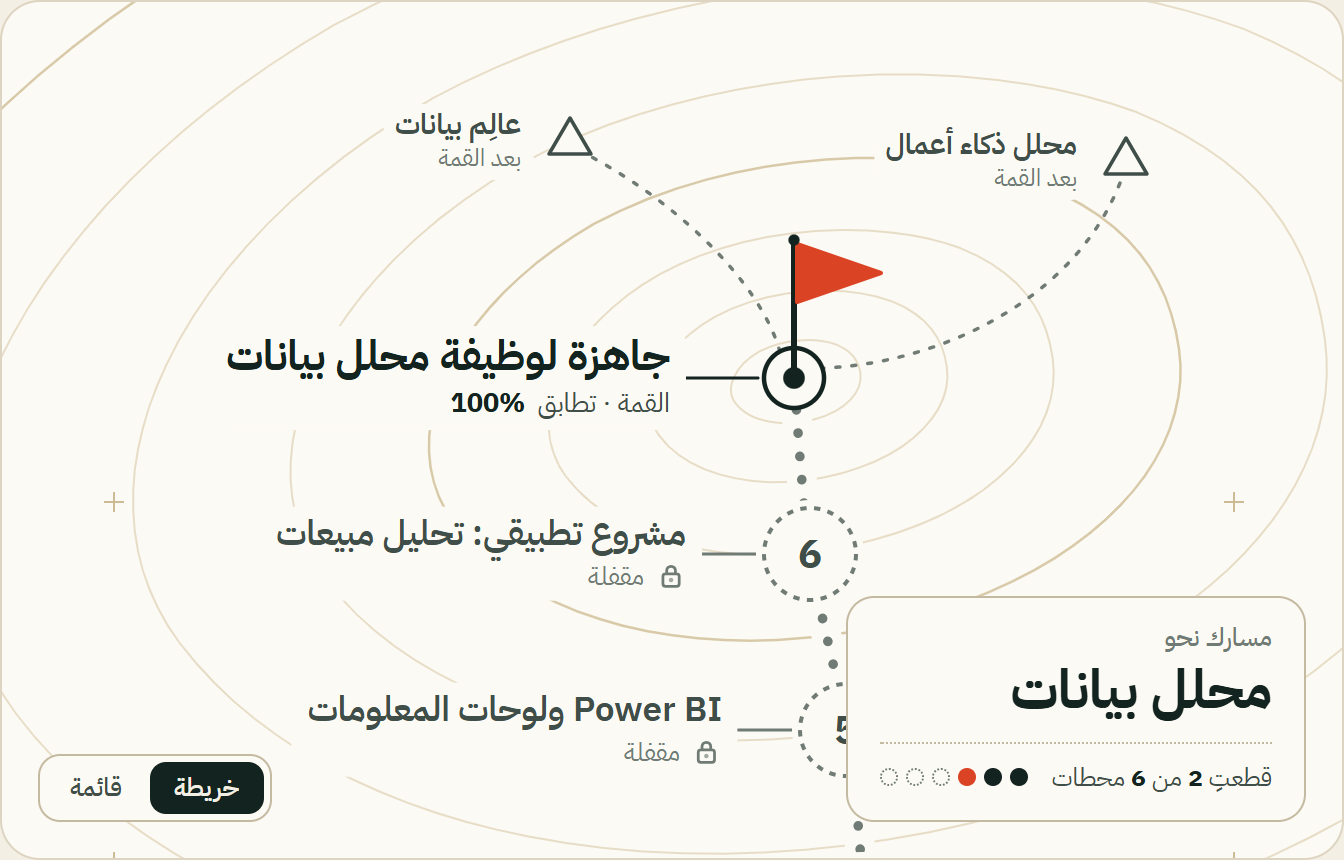 محلل ذكاء أعمال
بعد القمة
عالِم بيانات
بعد القمة
جاهزة لوظيفة محلل بيانات
القمة · تطابق 100%
6
مشروع تطبيقي: تحليل مبيعات
مقفلة
5
Power BI ولوحات المعلومات
مقفلة
مسارك نحو
محلل بيانات
قطعتِ 2 من 6 محطات
خريطة
قائمة